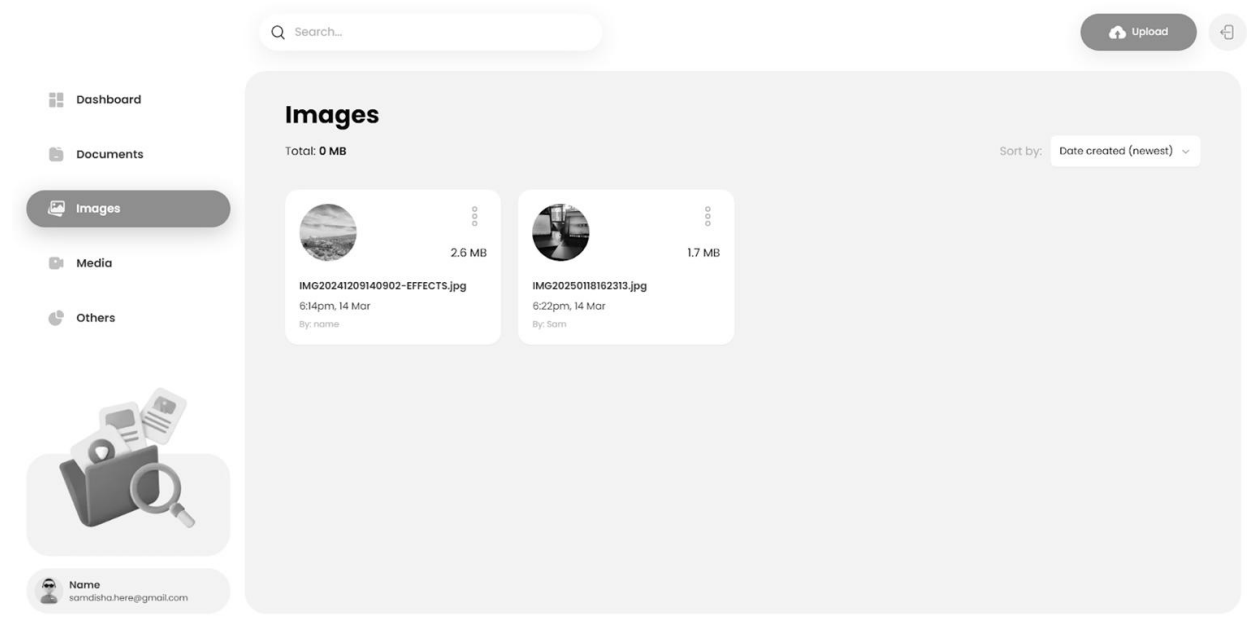 Search...
Upload
Dashboard
Documents
Images
Media
Others
Name
samdisha.here@gmail.com
Images
Total: 0 MB
Sort by: Date created (newest)
2.6 MB
IMG20241209140902-EFFECTS.jpg
6:14pm, 14 Mar
By: name
1.7 MB
IMG20250118162313.jpg
6:22pm, 14 Mar
By: Sam